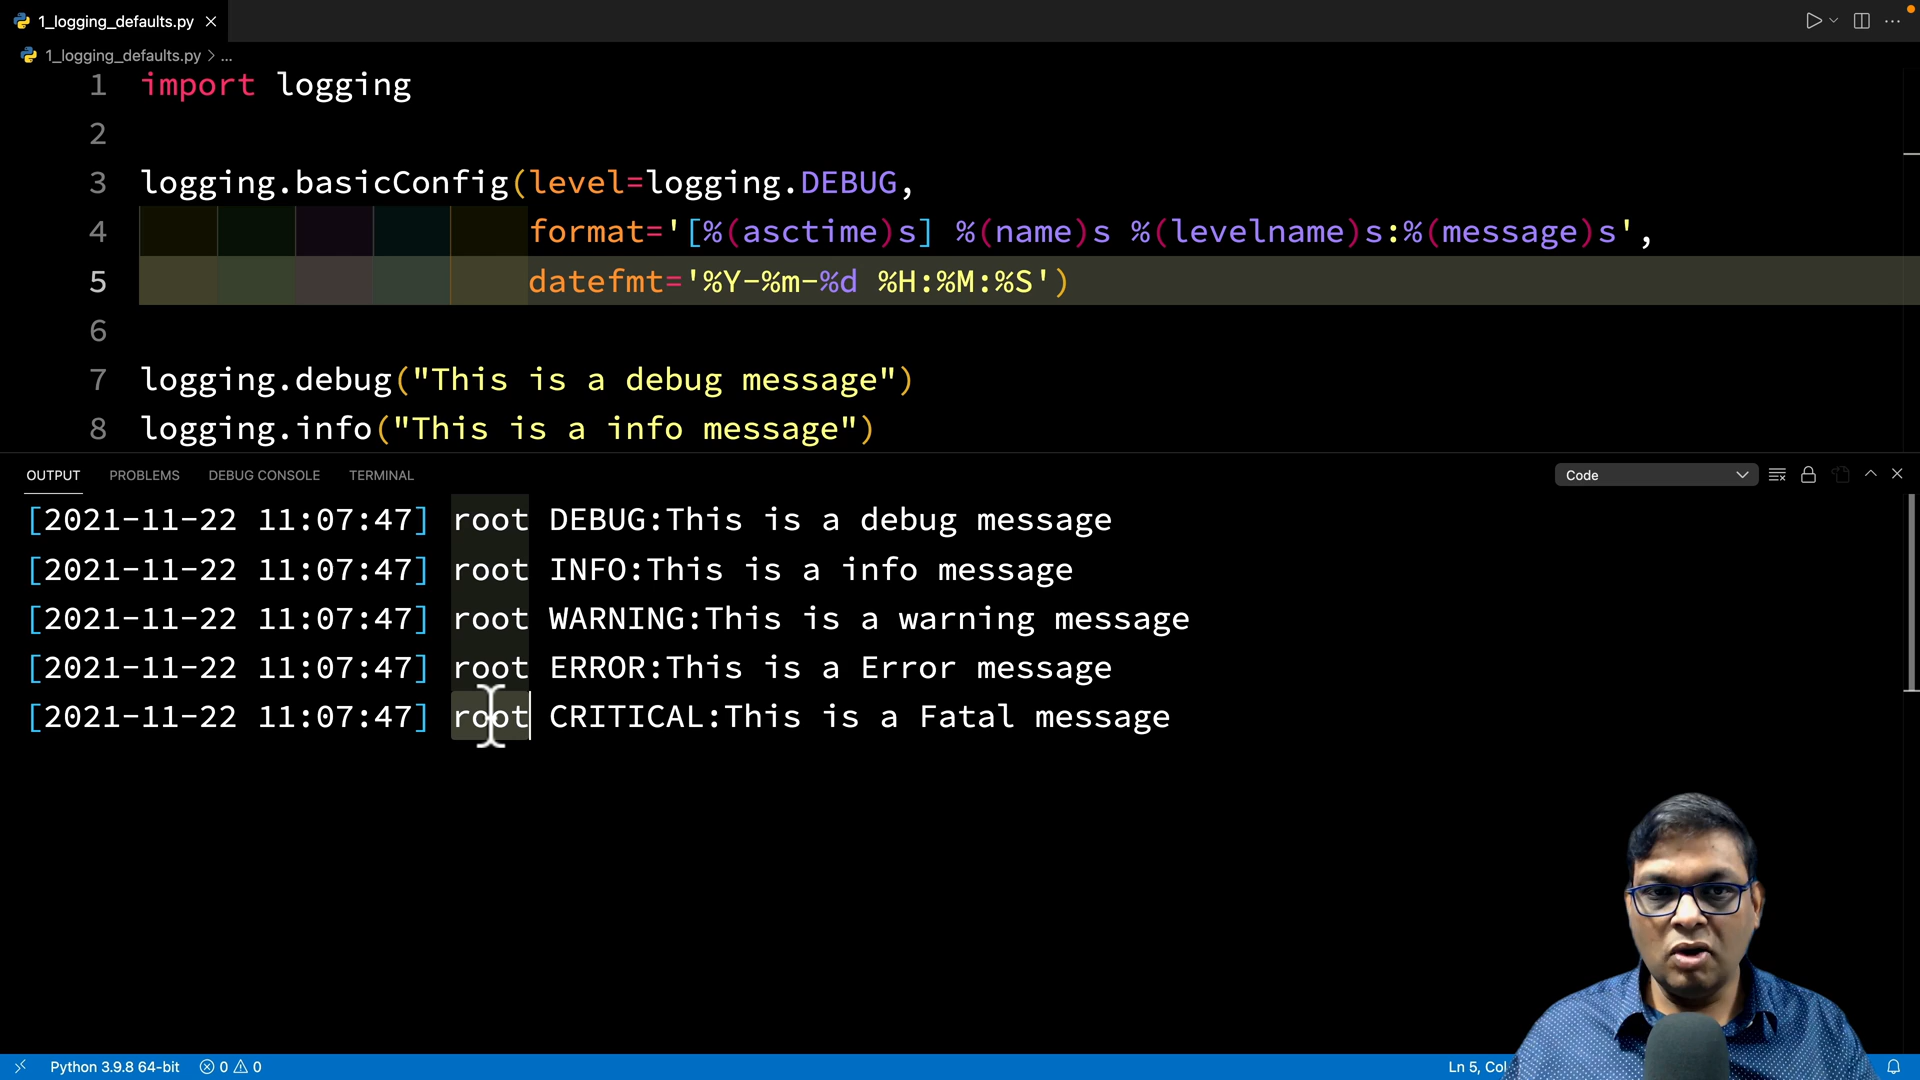 1_logging_defaults.py
1_logging_defaults.py > ...
1 import logging
2
3 logging.basicConfig(level=logging.DEBUG,
4 format='[%(asctime)s] %(name)s %(levelname)s:%(message)s',
5 datefmt='%Y-%m-%d %H:%M:%S')
6
7 logging.debug("This is a debug message")
8 logging.info("This is a info message")
OUTPUT PROBLEMS DEBUG CONSOLE TERMINAL Code
[2021-11-22 11:07:47] root DEBUG:This is a debug message
[2021-11-22 11:07:47] root INFO:This is a info message
[2021-11-22 11:07:47] root WARNING:This is a warning message
[2021-11-22 11:07:47] root ERROR:This is a Error message
[2021-11-22 11:07:47] root CRITICAL:This is a Fatal message
Python 3.9.8 64-bit 0 0 Ln 5, Col